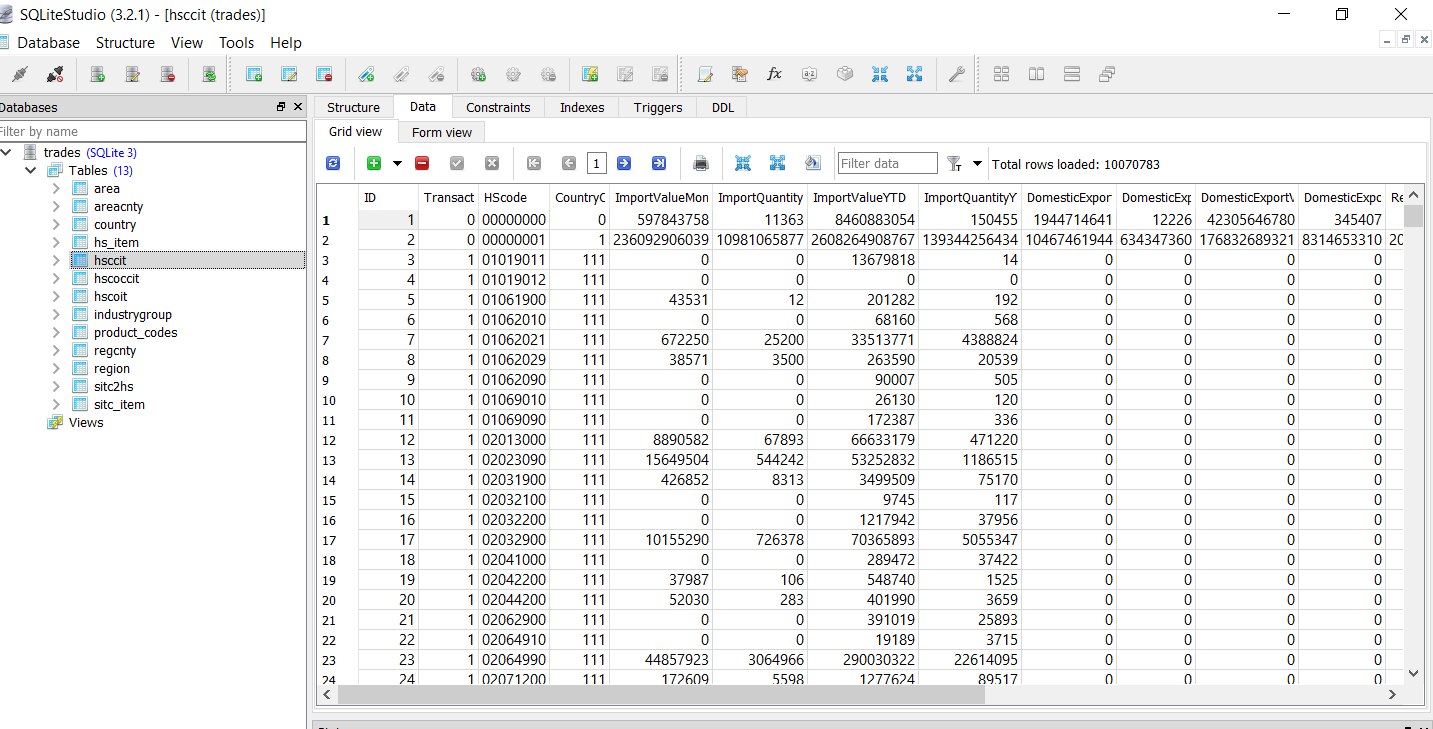 SQLiteStudio (3.2.1) - [hsccit (trades)]
Database Structure View Tools Help
Databases
Filter by name
trades (SQLite 3)
Tables (13)
area
areacnty
country
hs_item
hsccit
hscoccit
hscoit
industrygroup
product_codes
regcnty
region
sitc2hs
sitc_item
Views
Structure Data Constraints Indexes Triggers DDL
Grid view Form view
1 Filter data Total rows loaded: 10070783
ID Transact HScode CountryC ImportValueMon ImportQuantity ImportValueYTD ImportQuantityY DomesticExpor DomesticExp DomesticExportV DomesticExpc Re
1 1 0 00000000 0 597843758 11363 8460883054 150455 1944714641 12226 42305646780 345407
2 2 0 00000001 1 236092906039 10981065877 2608264908767 139344256434 10467461944 634347360 176832689321 8314653310 20
3 3 1 01019011 111 0 0 13679818 14 0 0 0 0
4 4 1 01019012 111 0 0 0 0 0 0 0 0
5 5 1 01061900 111 43531 12 201282 192 0 0 0 0
6 6 1 01062010 111 0 0 68160 568 0 0 0 0
7 7 1 01062021 111 672250 25200 33513771 4388824 0 0 0 0
8 8 1 01062029 111 38571 3500 263590 20539 0 0 0 0
9 9 1 01062090 111 0 0 90007 505 0 0 0 0
10 10 1 01069010 111 0 0 26130 120 0 0 0 0
11 11 1 01069090 111 0 0 172387 336 0 0 0 0
12 12 1 02013000 111 8890582 67893 66633179 471220 0 0 0 0
13 13 1 02023090 111 15649504 544242 53252832 1186515 0 0 0 0
14 14 1 02031900 111 426852 8313 3499509 75170 0 0 0 0
15 15 1 02032100 111 0 0 9745 117 0 0 0 0
16 16 1 02032200 111 0 0 1217942 37956 0 0 0 0
17 17 1 02032900 111 10155290 726378 70365893 5055347 0 0 0 0
18 18 1 02041000 111 0 0 289472 37422 0 0 0 0
19 19 1 02042200 111 37987 106 548740 1525 0 0 0 0
20 20 1 02044200 111 52030 283 401990 3659 0 0 0 0
21 21 1 02062900 111 0 0 391019 25893 0 0 0 0
22 22 1 02064910 111 0 0 19189 3715 0 0 0 0
23 23 1 02064990 111 44857923 3064966 290030322 22614095 0 0 0 0
24 24 1 02071200 111 172609 5598 1277624 89517 0 0 0 0